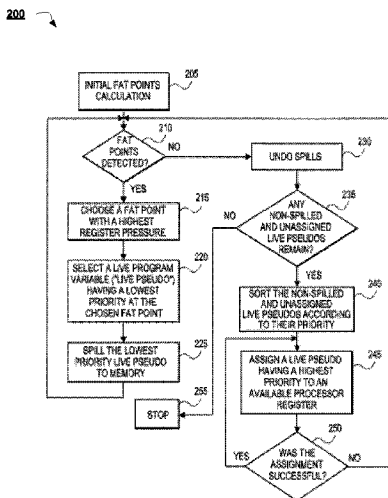 200
INITIAL FAT POINTS
CALCULATION
205
FAT
POINTS
DETECTED?
210
NO
YES
CHOOSE A FAT POINT
WITH A HIGHEST
REGISTER PRESSURE
215
SELECT A LIVE PROGRAM
VARIABLE ("LIVE PSEUDO")
HAVING A LOWEST
PRIORITY AT THE
CHOSEN FAT POINT
220
SPILL THE LOWEST
PRIORITY LIVE PSEUDO
TO MEMORY
225
UNDO SPILLS
230
ANY
NON-SPILLED
AND UNASSIGNED
LIVE PSEUDOS
REMAIN?
235
NO
YES
SORT THE NON-SPILLED
AND UNASSIGNED
LIVE PSEUDOS ACCORDING
TO THEIR PRIORITY
240
ASSIGN A LIVE PSEUDO
HAVING A HIGHEST
PRIORITY TO AN
AVAILABLE PROCESSOR
REGISTER
245
STOP
255
WAS THE
ASSIGNMENT
SUCCESSFUL?
250
YES
NO